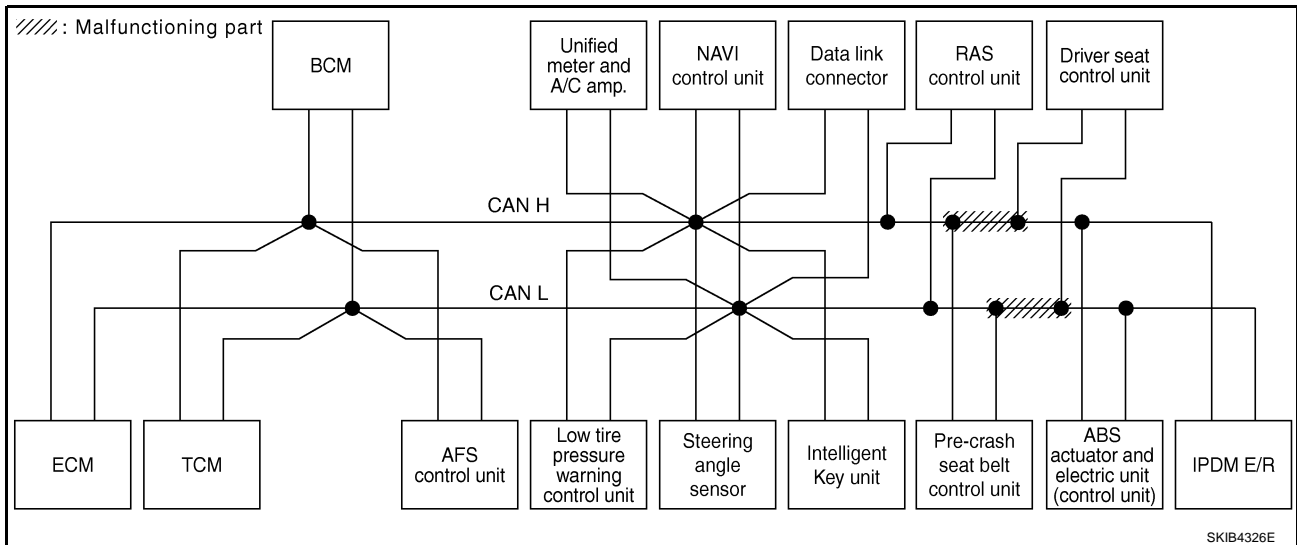 : Malfunctioning part
BCM
Unified
meter and
A/C amp.
NAVI
control unit
Data link
connector
RAS
control unit
Driver seat
control unit
CAN H
CAN L
ECM
TCM
AFS
control unit
Low tire
pressure
warning
control unit
Steering
angle
sensor
Intelligent
Key unit
Pre-crash
seat belt
control unit
ABS
actuator and
electric unit
(control unit)
IPDM E/R
SKIB4326E